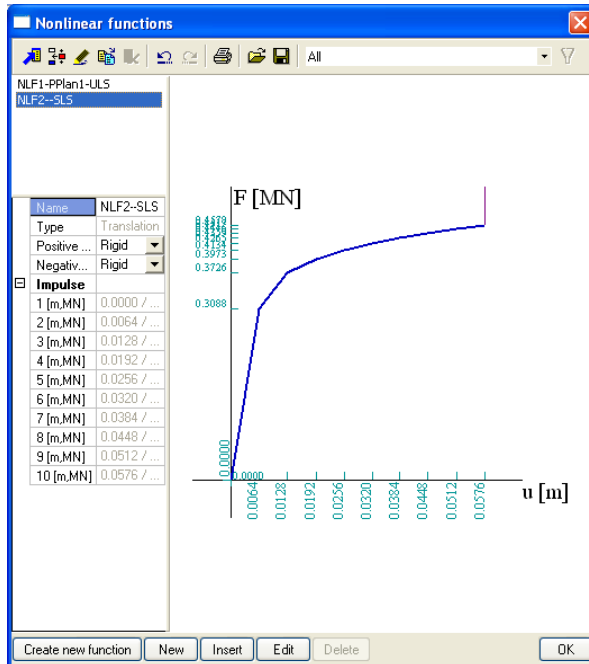 Nonlinear functions
All
NLF1-PPlan1-ULS
NLF2--SLS
Name NLF2--SLS
Type Translation
Positive ... Rigid
Negativ... Rigid
Impulse
1 [m,MN] 0.0000 / ...
2 [m,MN] 0.0064 / ...
3 [m,MN] 0.0128 / ...
4 [m,MN] 0.0192 / ...
5 [m,MN] 0.0256 / ...
6 [m,MN] 0.0320 / ...
7 [m,MN] 0.0384 / ...
8 [m,MN] 0.0448 / ...
9 [m,MN] 0.0512 / ...
10 [m,MN] 0.0576 / ...
F [MN]
0.4579
0.4134
0.3973
0.3726
0.3088
0.0000
0.0000
0.0064
0.0128
0.0192
0.0256
0.0320
0.0384
0.0448
0.0512
0.0576
u [m]
Create new function New Insert Edit Delete OK